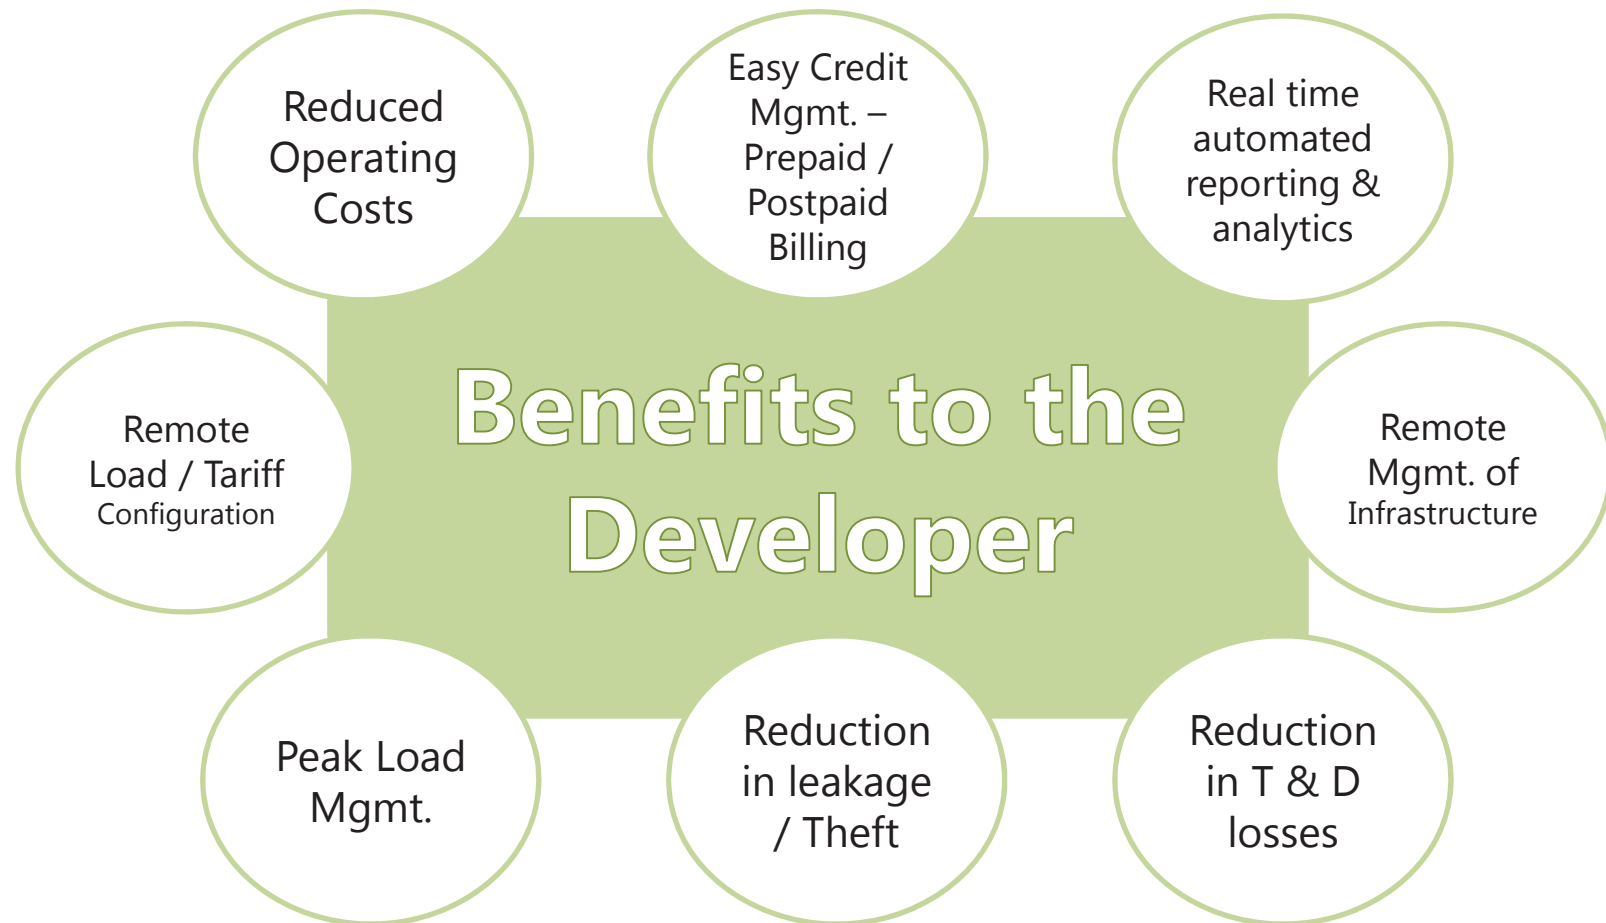 Reduced
Operating
Costs
Easy Credit
Mgmt. –
Prepaid /
Postpaid
Billing
Real time
automated
reporting &
analytics
Remote
Load / Tariff
Configuration
Benefits to the
Developer
Remote
Mgmt. of
Infrastructure
Peak Load
Mgmt.
Reduction
in leakage
/ Theft
Reduction
in T & D
losses